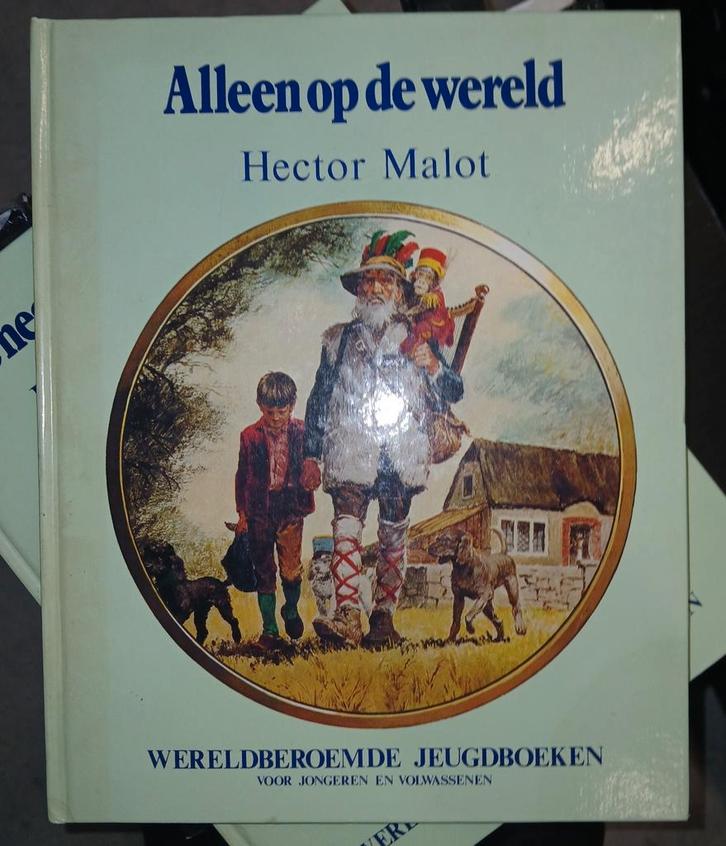 Alleen op de wereld
Hector Malot
WERELDBEROEMDE JEUGDBOEKEN
VOOR JONGEREN EN VOLWASSENEN